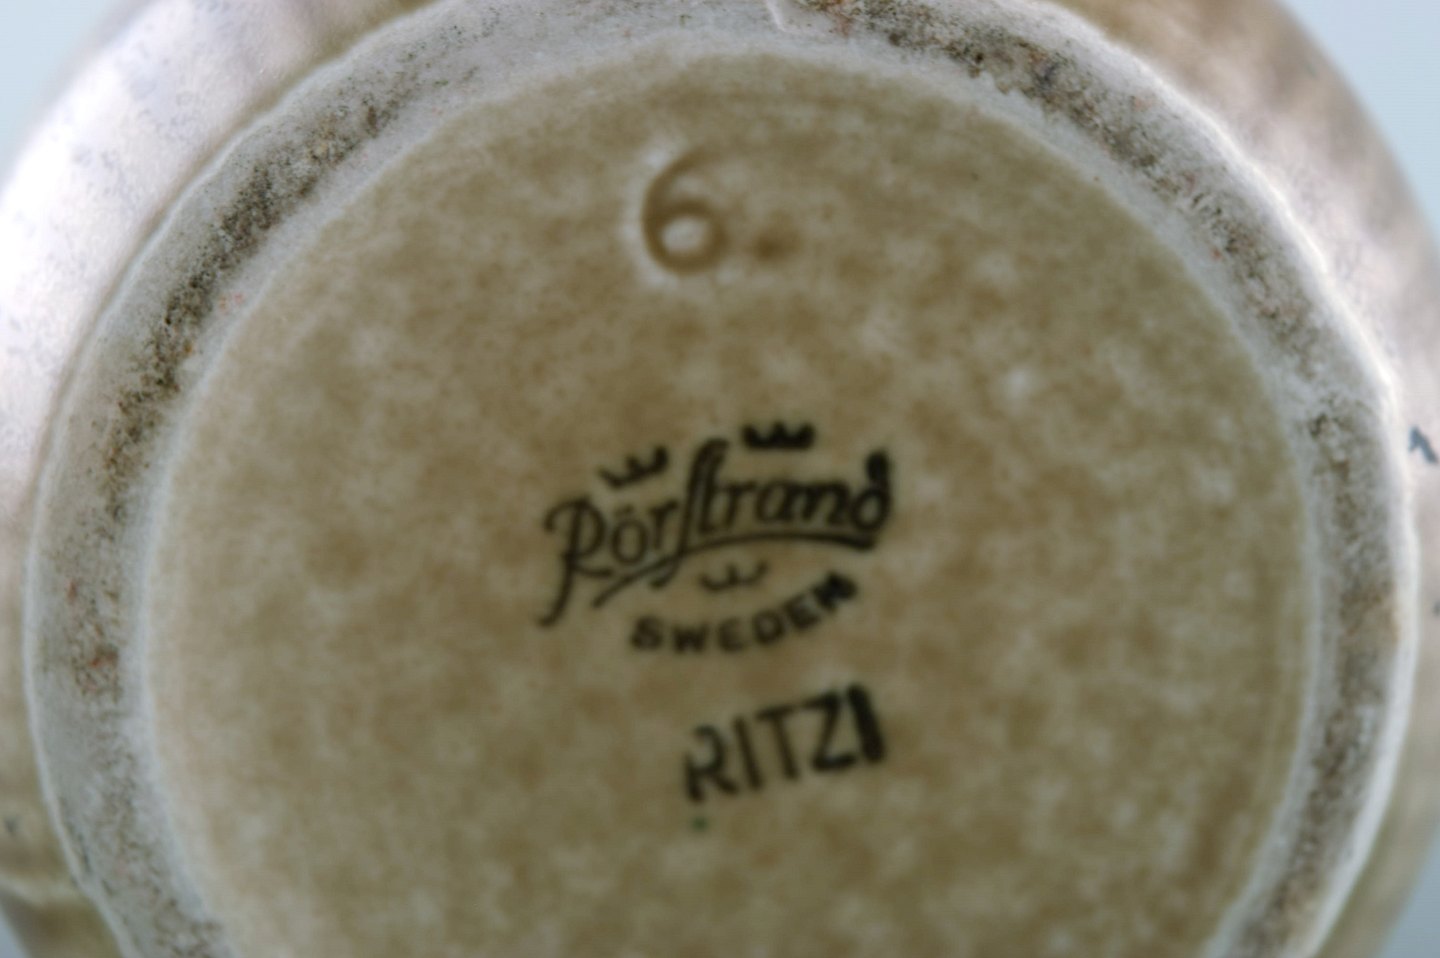 6.
Rörstrand
SWEDEN
RITZI